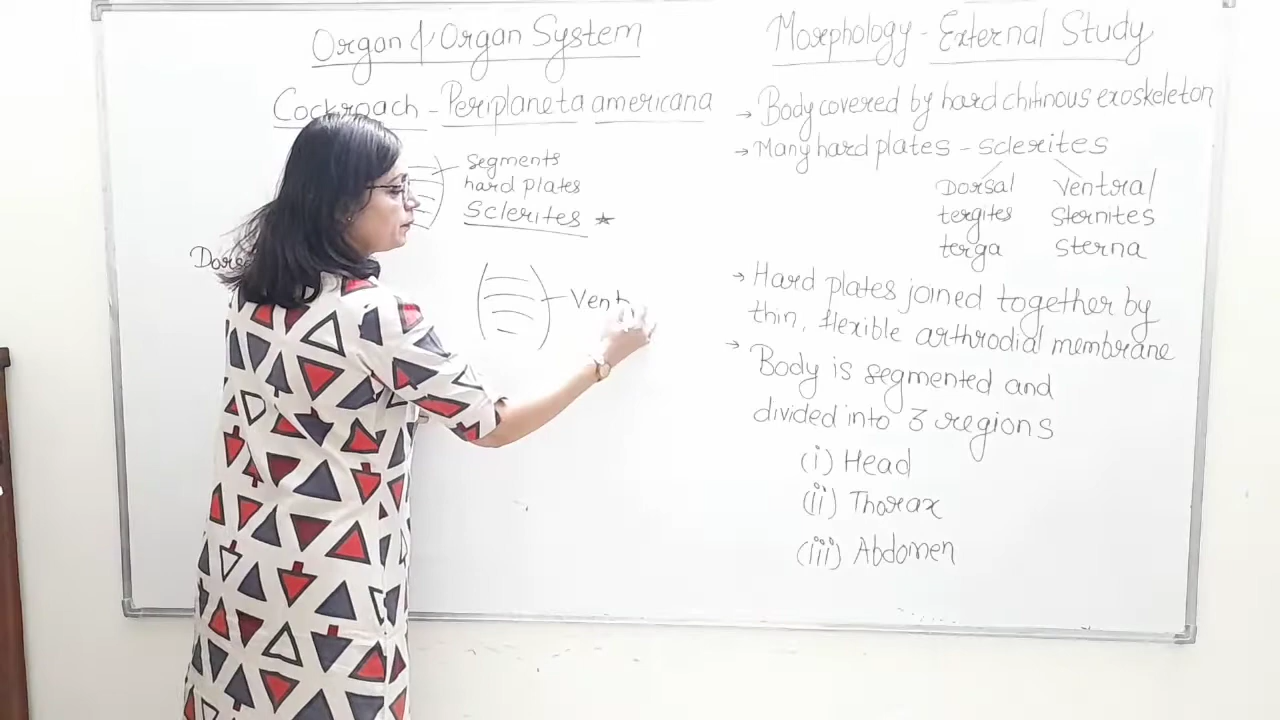 Organ & Organ System
Cockroach - Periplaneta americana
segments
hard plates
Sclerites *
Morphology - External Study
→ Body covered by hard chitinous exoskeleton
→ Many hard plates - sclerites
Dorsal Ventral
tergites sternites
terga sterna
→ Hard plates joined together by
thin, flexible arthrodial membrane
→ Body is segmented and
divided into 3 regions
(i) Head
(ii) Thorax
(iii) Abdomen